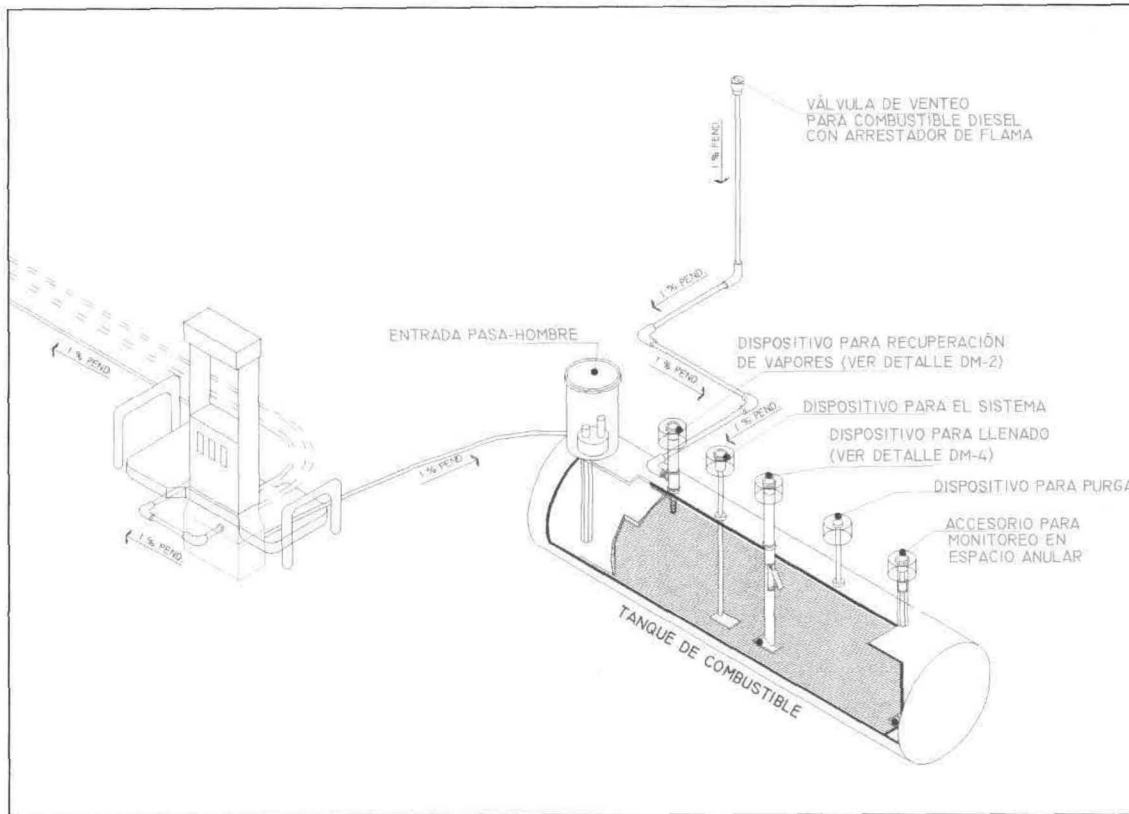 VÁLVULA DE VENTEO
PARA COMBUSTIBLE DIESEL
CON ARRESTADOR DE FLAMA
1 % PEND.
1 % PEND.
ENTRADA PASA-HOMBRE
DISPOSITIVO PARA RECUPERACIÓN
DE VAPORES (VER DETALLE DM-2)
1 % PEND.
1 % PEND.
DISPOSITIVO PARA EL SISTEMA
1 % PEND.
DISPOSITIVO PARA LLENADO
(VER DETALLE DM-4)
1 % PEND.
DISPOSITIVO PARA PURGA
ACCESORIO PARA
MONITOREO EN
ESPACIO ANULAR
1 % PEND.
TANQUE DE COMBUSTIBLE